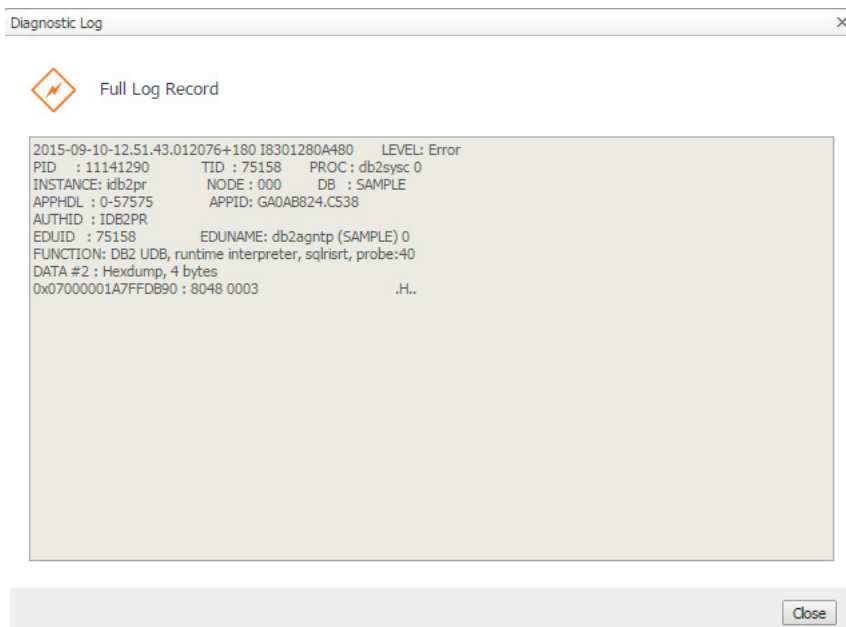 Diagnostic Log
Full Log Record
2015-09-10-12.51.43.012076+180 I8301280A480 LEVEL: Error
PID : 11141290 TID : 75158 PROC : db2sysc 0
INSTANCE: idb2pr NODE : 000 DB : SAMPLE
APPHDL : 0-57575 APPID: GA0AB824.C538
AUTHID : IDB2PR
EDUID : 75158 EDUNAME: db2agntp (SAMPLE) 0
FUNCTION: DB2 UDB, runtime interpreter, sqlrisrt, probe:40
DATA #2 : Hexdump, 4 bytes
0x07000001A7FFDB90 : 8048 0003 .H..
Close